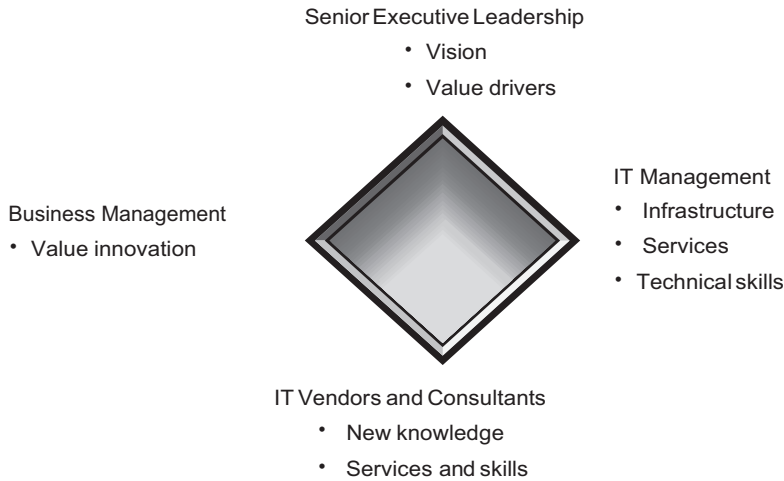 Senior Executive Leadership
• Vision
• Value drivers
Business Management
• Value innovation
IT Management
• Infrastructure
• Services
• Technical skills
IT Vendors and Consultants
• New knowledge
• Services and skills